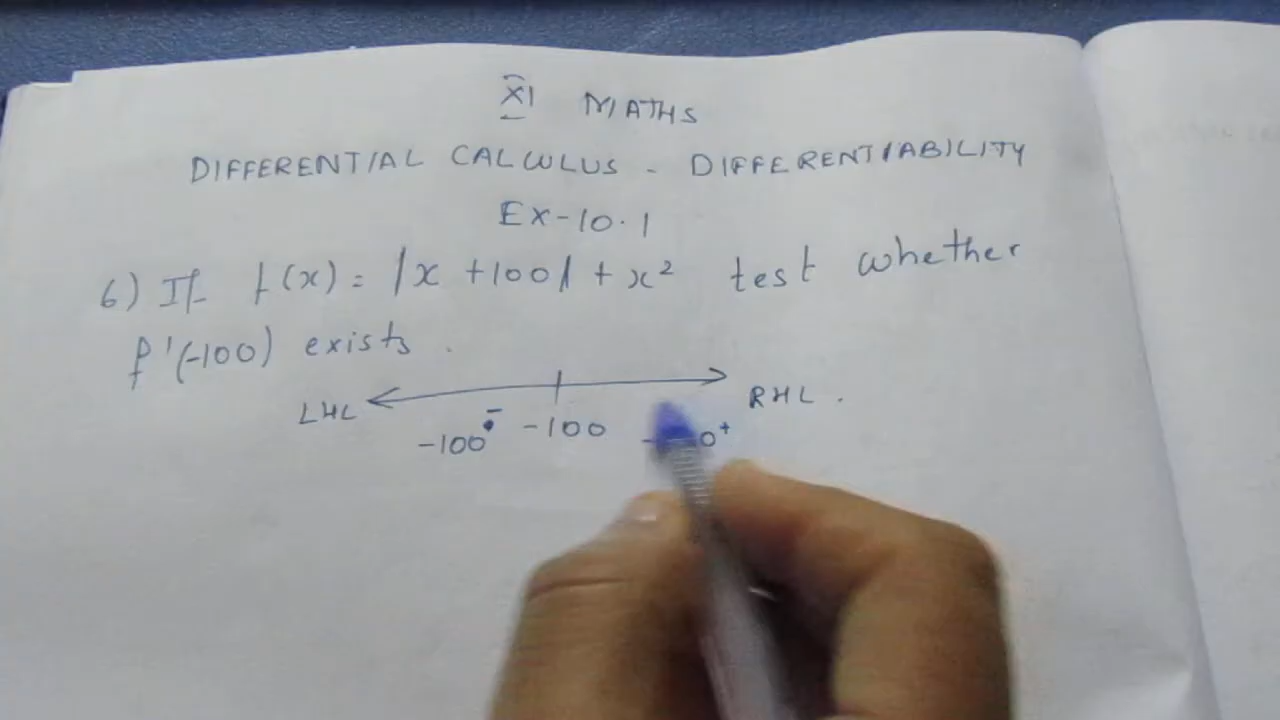 XI MATHS
DIFFERENTIAL CALCULUS - DIFFERENTIABILITY
Ex-10.1
6) If f(x) = |x +100| + x² test whether
f'(-100) exists.
LHL RHL.
-100⁻ -100